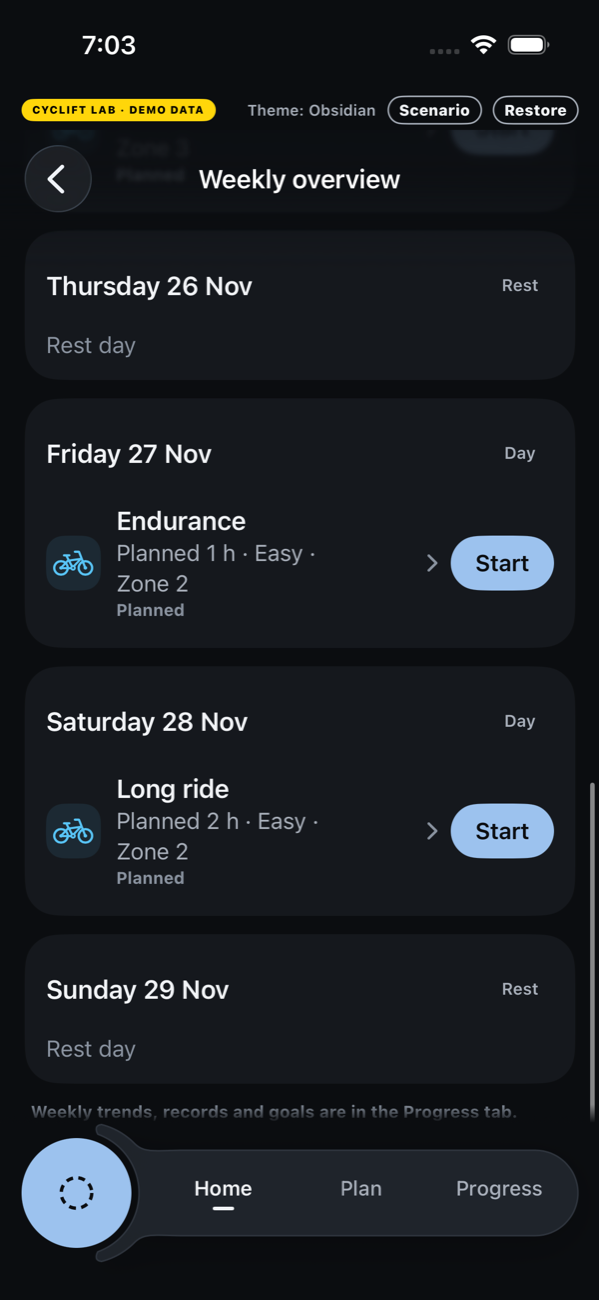 7:03
CYCLIFT LAB · DEMO DATA
Theme: Obsidian
Scenario
Restore
Zone 3
Planned
Weekly overview
Thursday 26 Nov
Rest
Rest day
Friday 27 Nov
Day
Endurance
Planned 1 h · Easy ·
Zone 2
Planned
Start
Saturday 28 Nov
Day
Long ride
Planned 2 h · Easy ·
Zone 2
Planned
Start
Sunday 29 Nov
Rest
Rest day
Weekly trends, records and goals are in the Progress tab.
Home
Plan
Progress